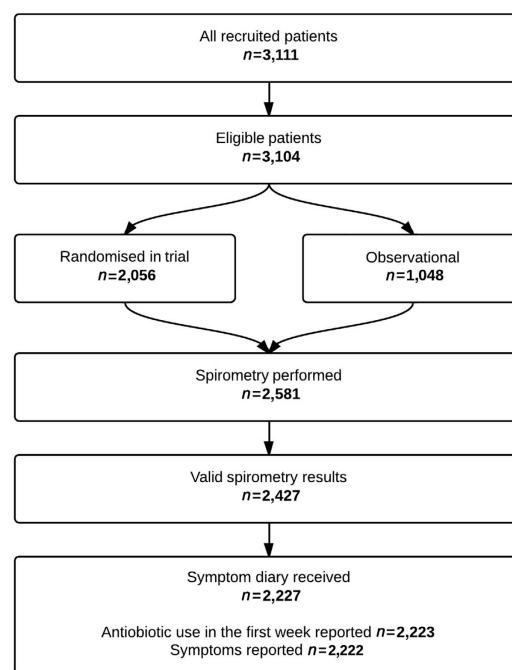 All recruited patients
n=3,111
Eligible patients
n=3,104
Randomised in trial
n=2,056
Observational
n=1,048
Spirometry performed
n=2,581
Valid spirometry results
n=2,427
Symptom diary received
n=2,227
Antibiotic use in the first week reported n=2,223
Symptoms reported n=2,222